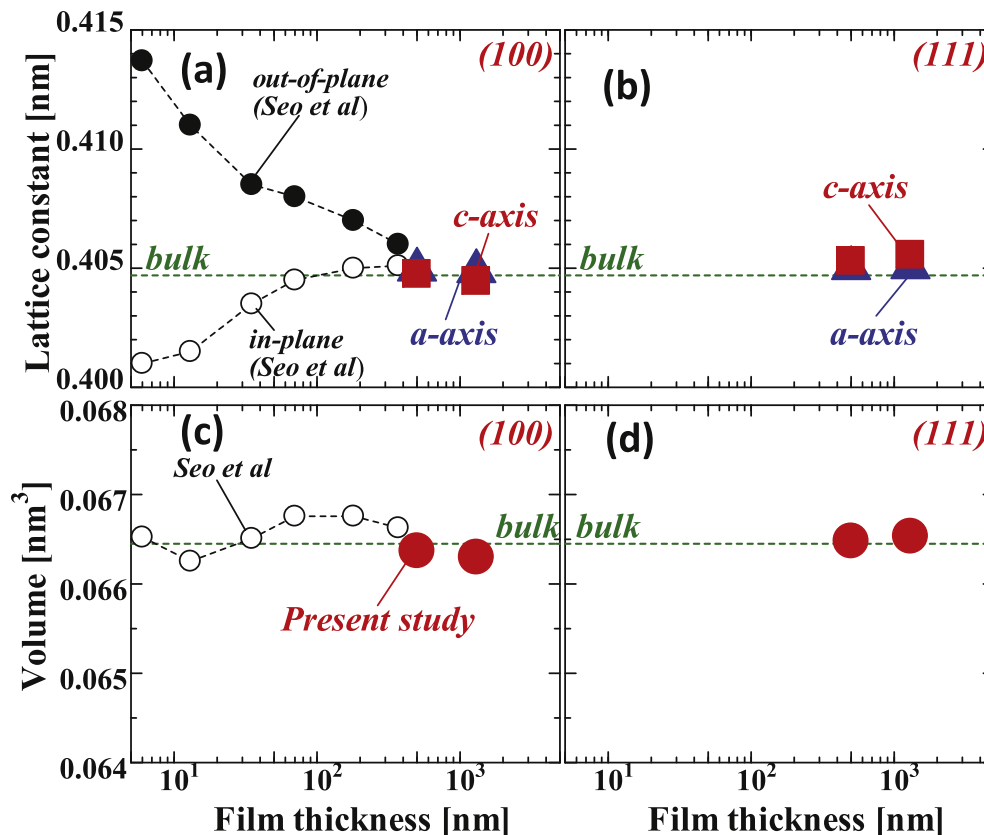 0.415
(a)
(100)
out-of-plane
(Seo et al)
0.410
c-axis
bulk
0.405
a-axis
in-plane
(Seo et al)
0.400
Lattice constant [nm]
(b)
(111)
c-axis
bulk
a-axis
0.068
(c)
(100)
Seo et al
0.067
bulk
0.066
Present study
0.065
0.064
Volume [nm³]
10¹
10²
10³
Film thickness [nm]
(d)
(111)
bulk
10¹
10²
10³
Film thickness [nm]